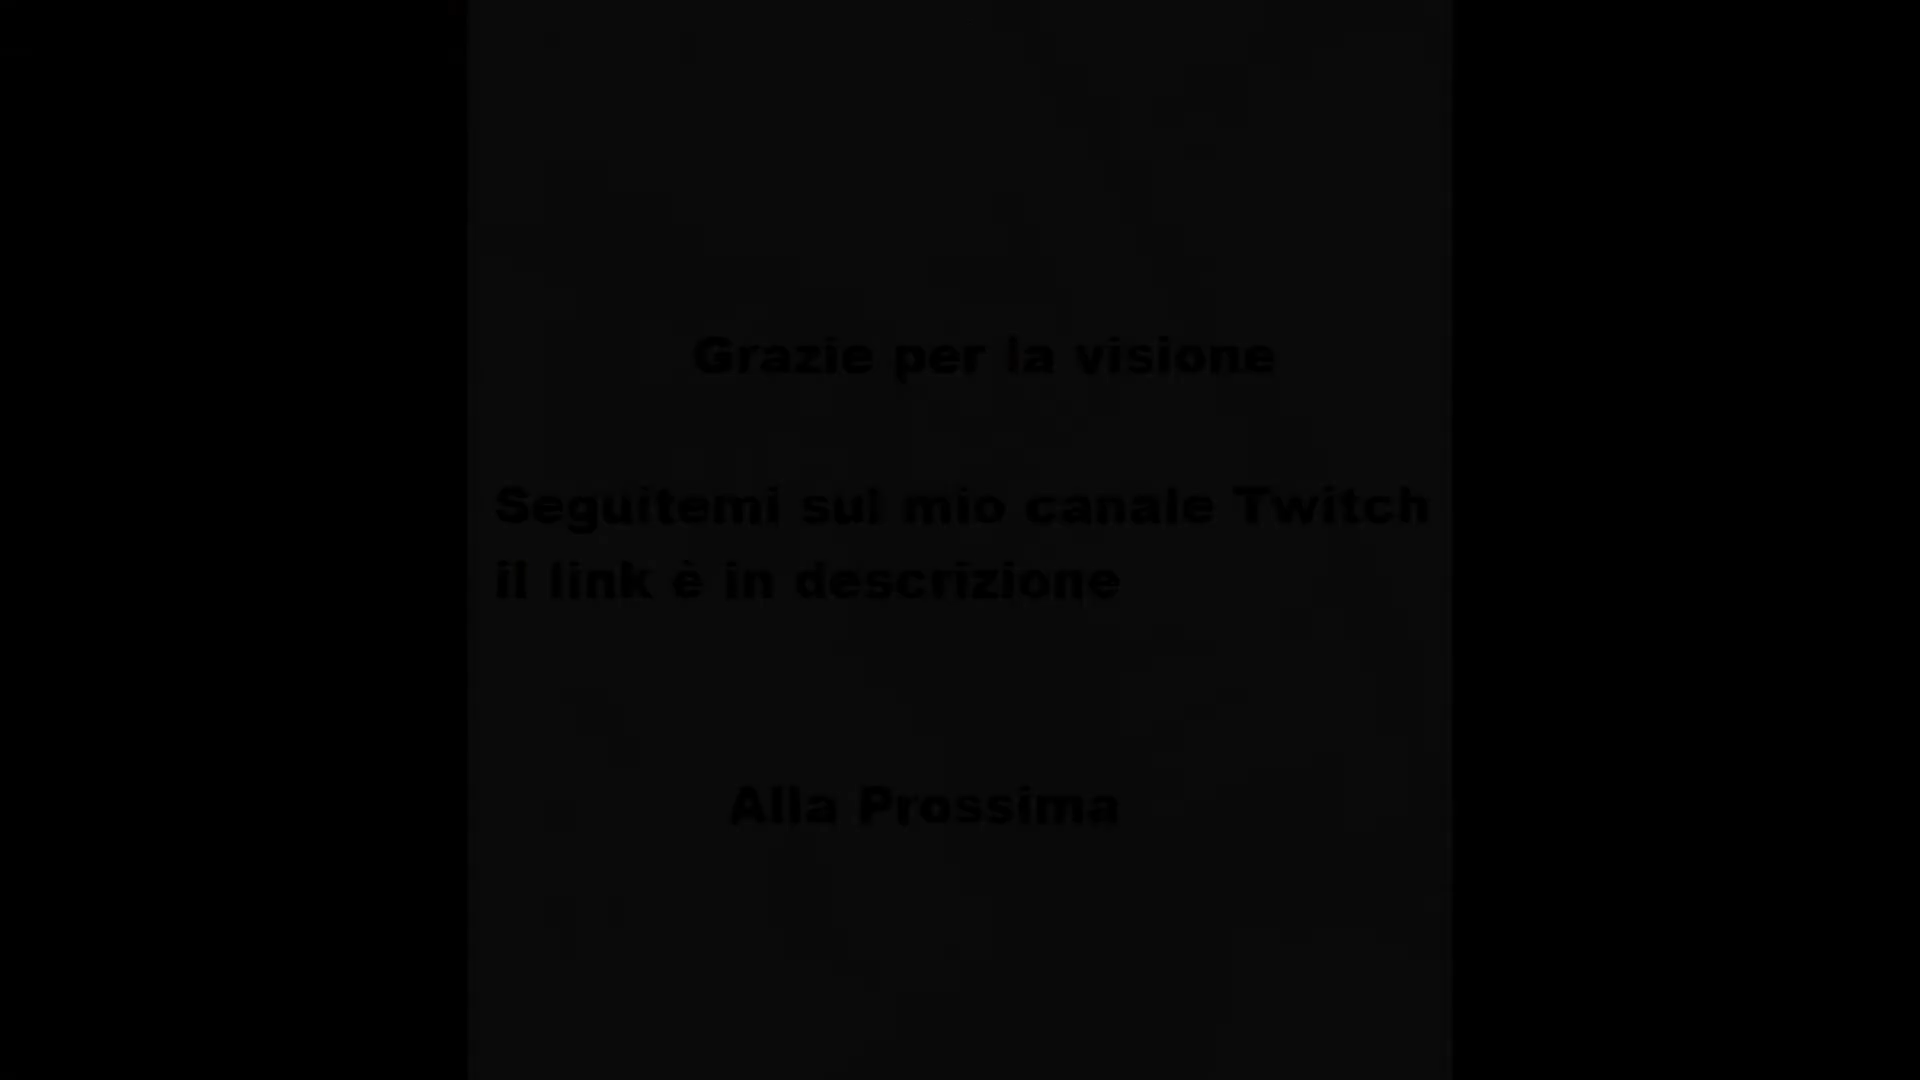 Grazie per la visione
Seguitemi sul mio canale Twitch
il link è in descrizione
Alla Prossima